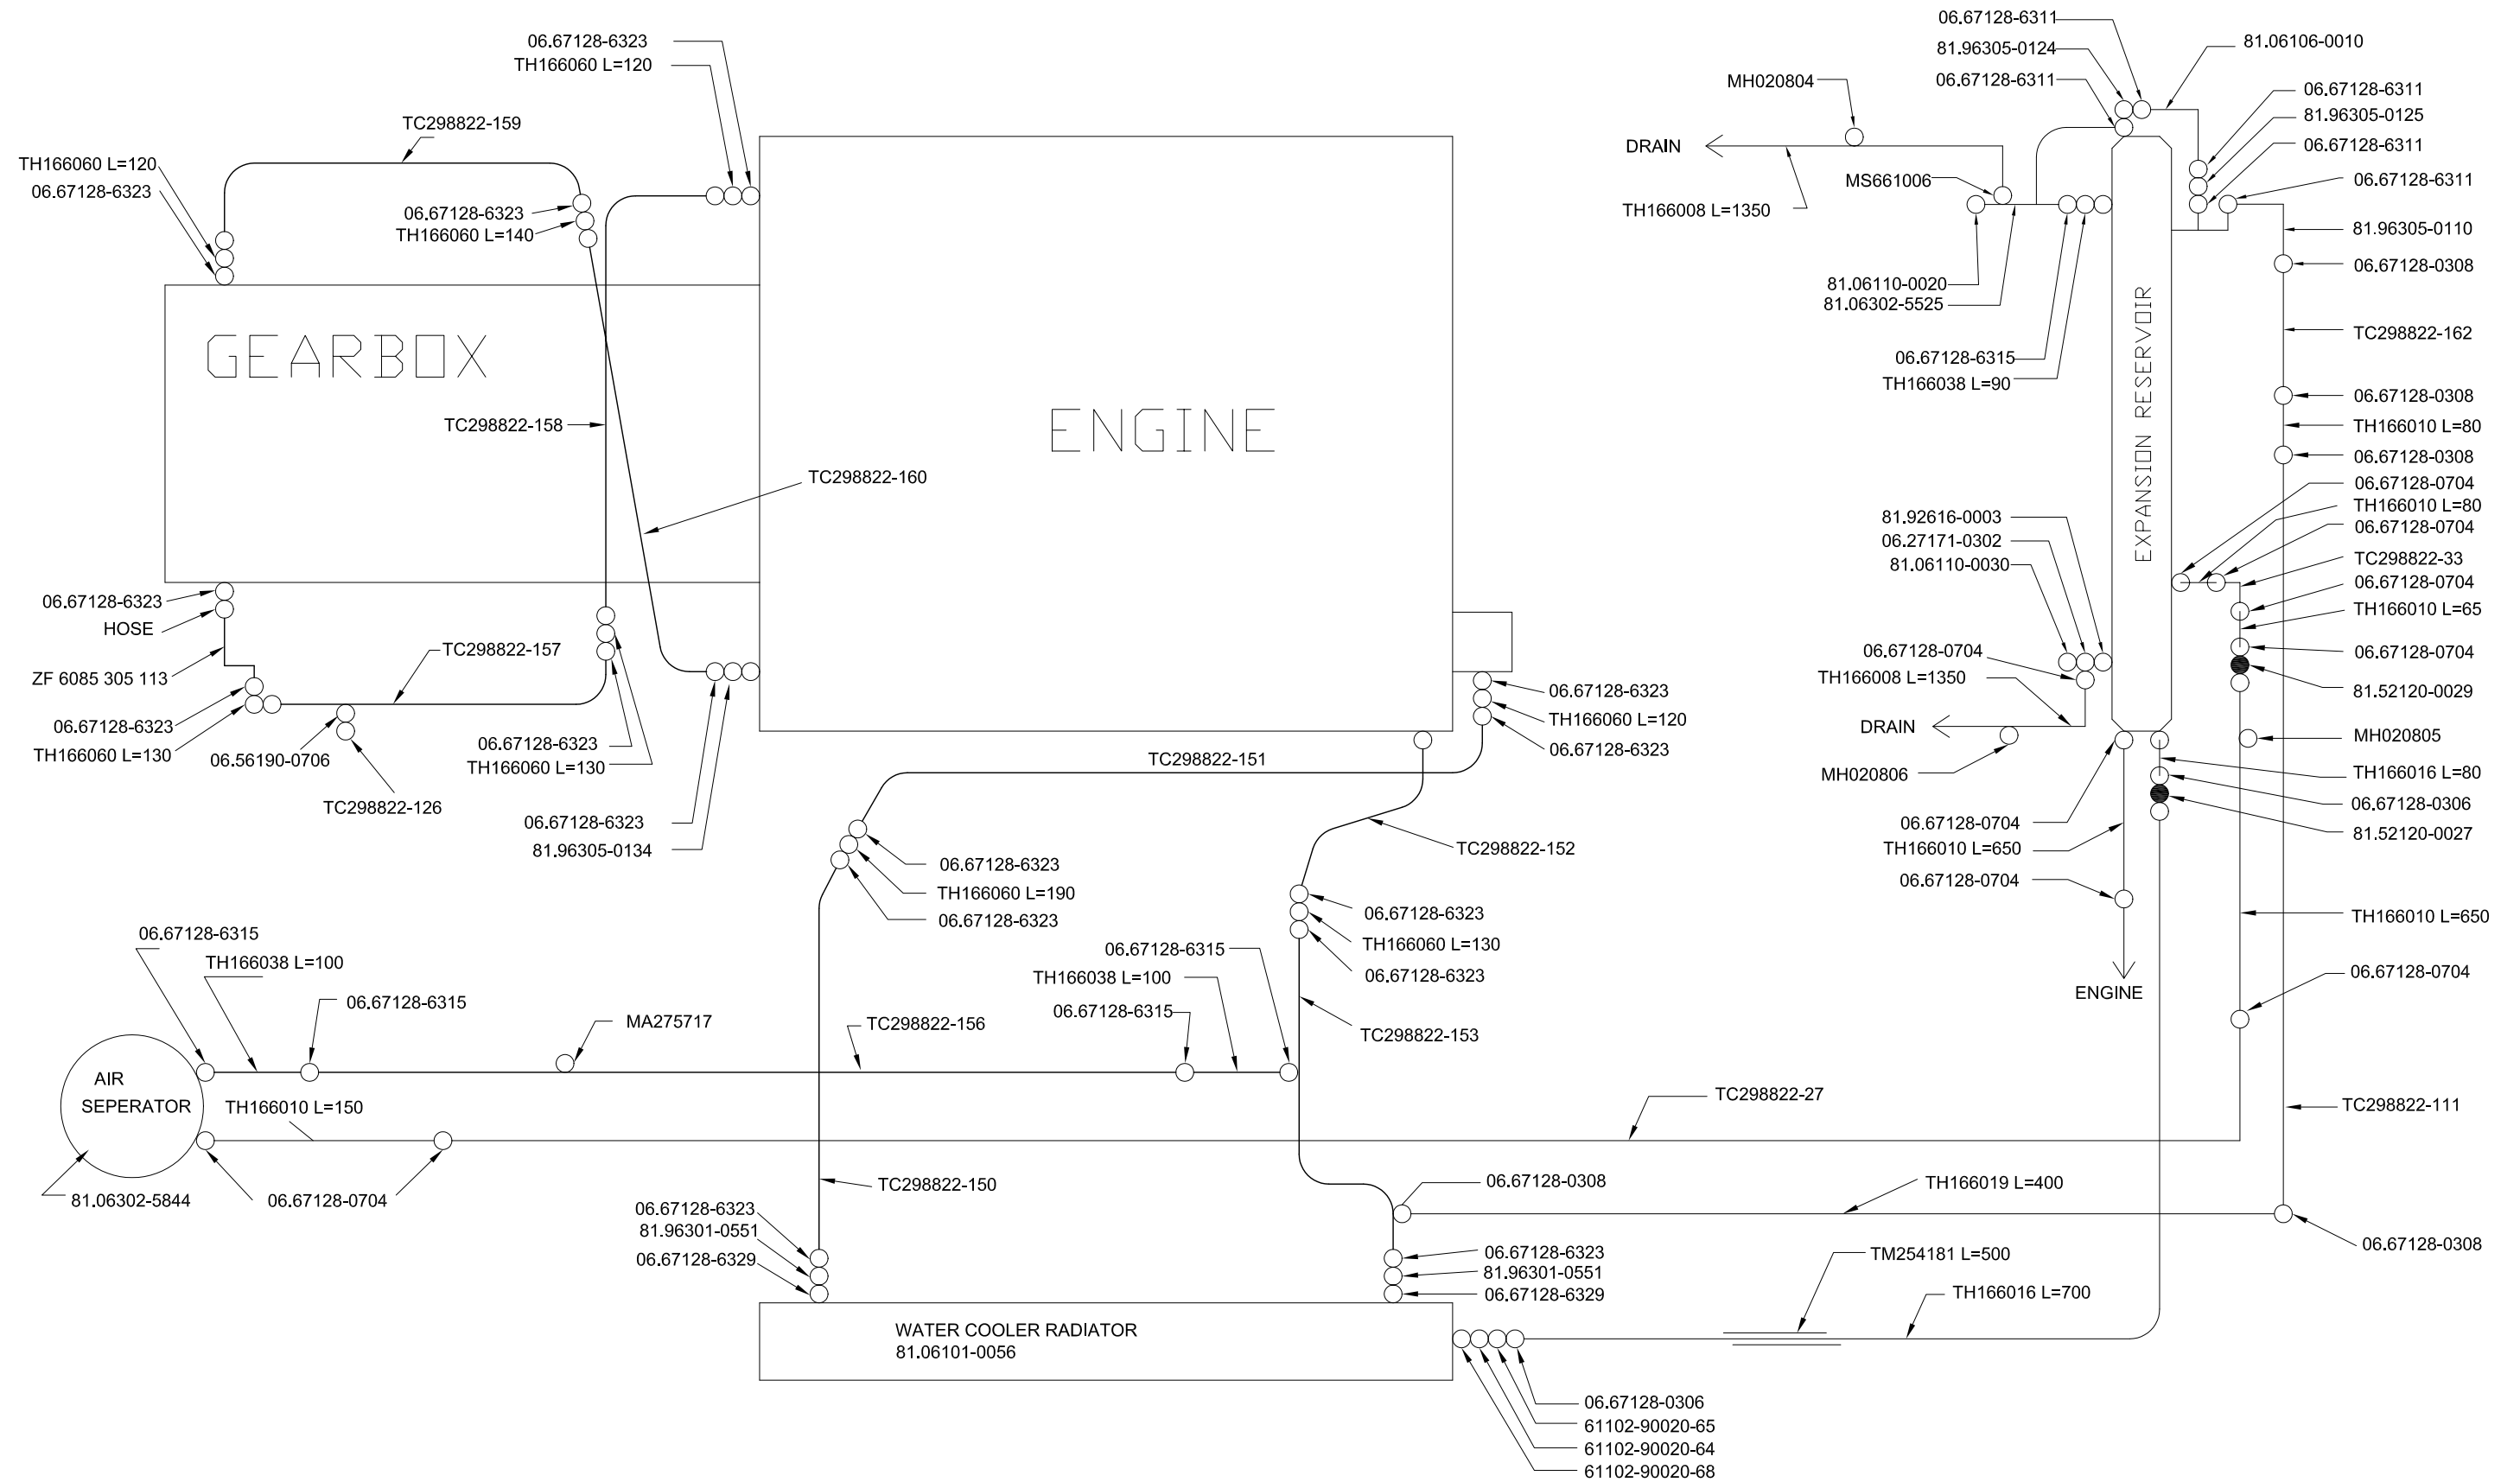 06.67128-6323
TH166060 L=120
TC298822-159
TH166060 L=120
06.67128-6323
06.67128-6323
TH166060 L=140
GEARBOX
ENGINE
TC298822-158
TC298822-160
06.67128-6323
HOSE
ZF 6085 305 113
06.67128-6323
TH166060 L=130
TC298822-157
06.56190-0706
TC298822-126
06.67128-6323
TH166060 L=130
06.67128-6323
81.96305-0134
06.67128-6323
TH166060 L=120
06.67128-6323
TC298822-151
TC298822-152
06.67128-6323
TH166060 L=190
06.67128-6323
06.67128-6323
TH166060 L=130
06.67128-6323
TC298822-153
06.67128-6315
TH166038 L=100
06.67128-6315
MA275717
TC298822-156
06.67128-6315
TH166038 L=100
06.67128-6315
AIR
SEPERATOR
TH166010 L=150
81.06302-5844
06.67128-0704
TC298822-150
TC298822-27
06.67128-6323
81.96301-0551
06.67128-6329
06.67128-0308
TH166019 L=400
06.67128-6323
81.96301-0551
06.67128-6329
TM254181 L=500
TH166016 L=700
WATER COOLER RADIATOR
81.06101-0056
06.67128-0306
61102-90020-65
61102-90020-64
61102-90020-68
06.67128-6311
81.96305-0124
06.67128-6311
81.06106-0010
MH020804
DRAIN
MS661006
TH166008 L=1350
81.06110-0020
81.06302-5525
06.67128-6315
TH166038 L=90
EXPANSION RESERVOIR
06.67128-6311
81.96305-0125
06.67128-6311
06.67128-6311
81.96305-0110
06.67128-0308
TC298822-162
06.67128-0308
TH166010 L=80
06.67128-0308
06.67128-0704
TH166010 L=80
06.67128-0704
TC298822-33
06.67128-0704
TH166010 L=65
06.67128-0704
81.52120-0029
MH020805
TH166016 L=80
06.67128-0306
81.52120-0027
TH166010 L=650
06.67128-0704
TC298822-111
06.67128-0308
81.92616-0003
06.27171-0302
81.06110-0030
06.67128-0704
TH166008 L=1350
DRAIN
MH020806
06.67128-0704
TH166010 L=650
06.67128-0704
ENGINE